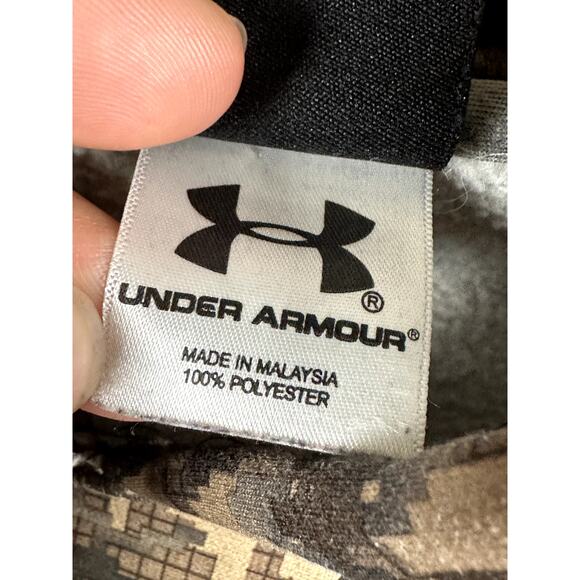 ®
UNDER ARMOUR®
MADE IN MALAYSIA
100% POLYESTER